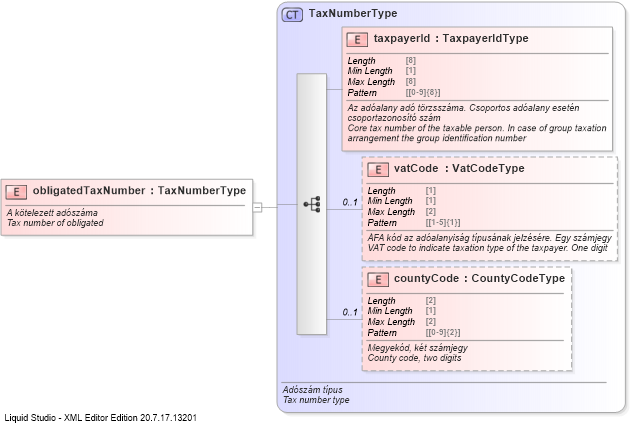 CT TaxNumberType
E taxpayerId : TaxpayerIdType
Length [8]
Min Length [1]
Max Length [8]
Pattern [[0-9]{8}]
Az adóalany adó törzsszáma. Csoportos adóalany esetén
csoportazonosító szám
Core tax number of the taxable person. In case of group taxation
arrangement the group identification number
E vatCode : VatCodeType
0..1
Length [1]
Min Length [1]
Max Length [2]
Pattern [[1-5]{1}]
ÁFA kód az adóalanyiság típusának jelzésére. Egy számjegy
VAT code to indicate taxation type of the taxpayer. One digit
E obligatedTaxNumber : TaxNumberType
A kötelezett adószáma
Tax number of obligated
E countyCode : CountyCodeType
0..1
Length [2]
Min Length [1]
Max Length [2]
Pattern [[0-9]{2}]
Megyekód, két számjegy
County code, two digits
Adószám típus
Tax number type
Liquid Studio - XML Editor Edition 20.7.17.13201